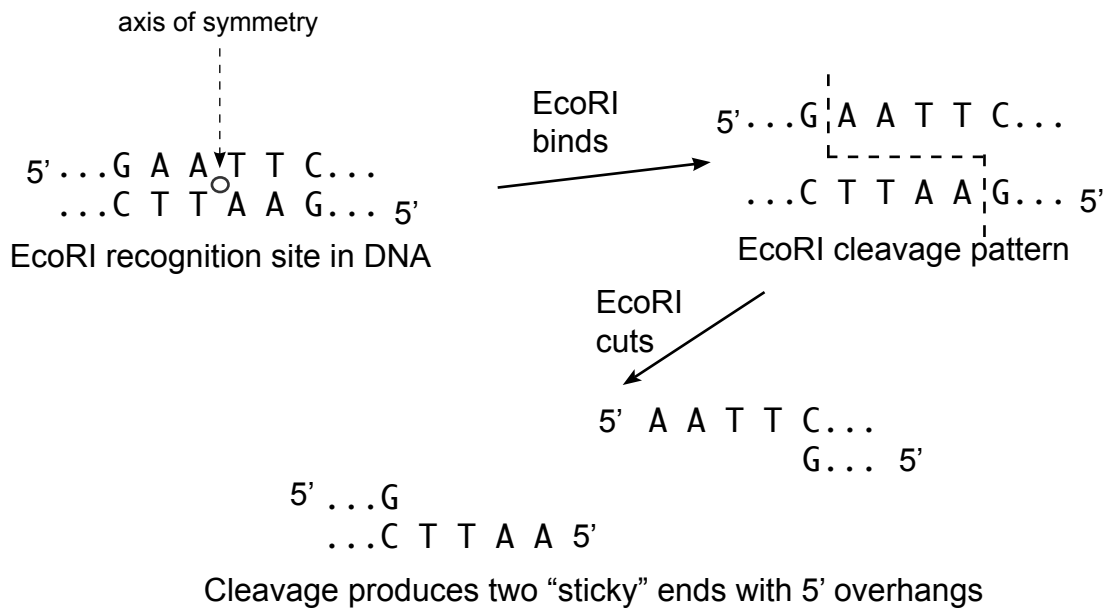 axis of symmetry
5’ ...G A A T T C...
...C T T A A G... 5’
EcoRI recognition site in DNA
EcoRI
binds
5’...G A A T T C...
...C T T A A G... 5’
EcoRI cleavage pattern
EcoRI
cuts
5’ A A T T C...
G... 5’
5’ ...G
...C T T A A 5’
Cleavage produces two “sticky” ends with 5’ overhangs